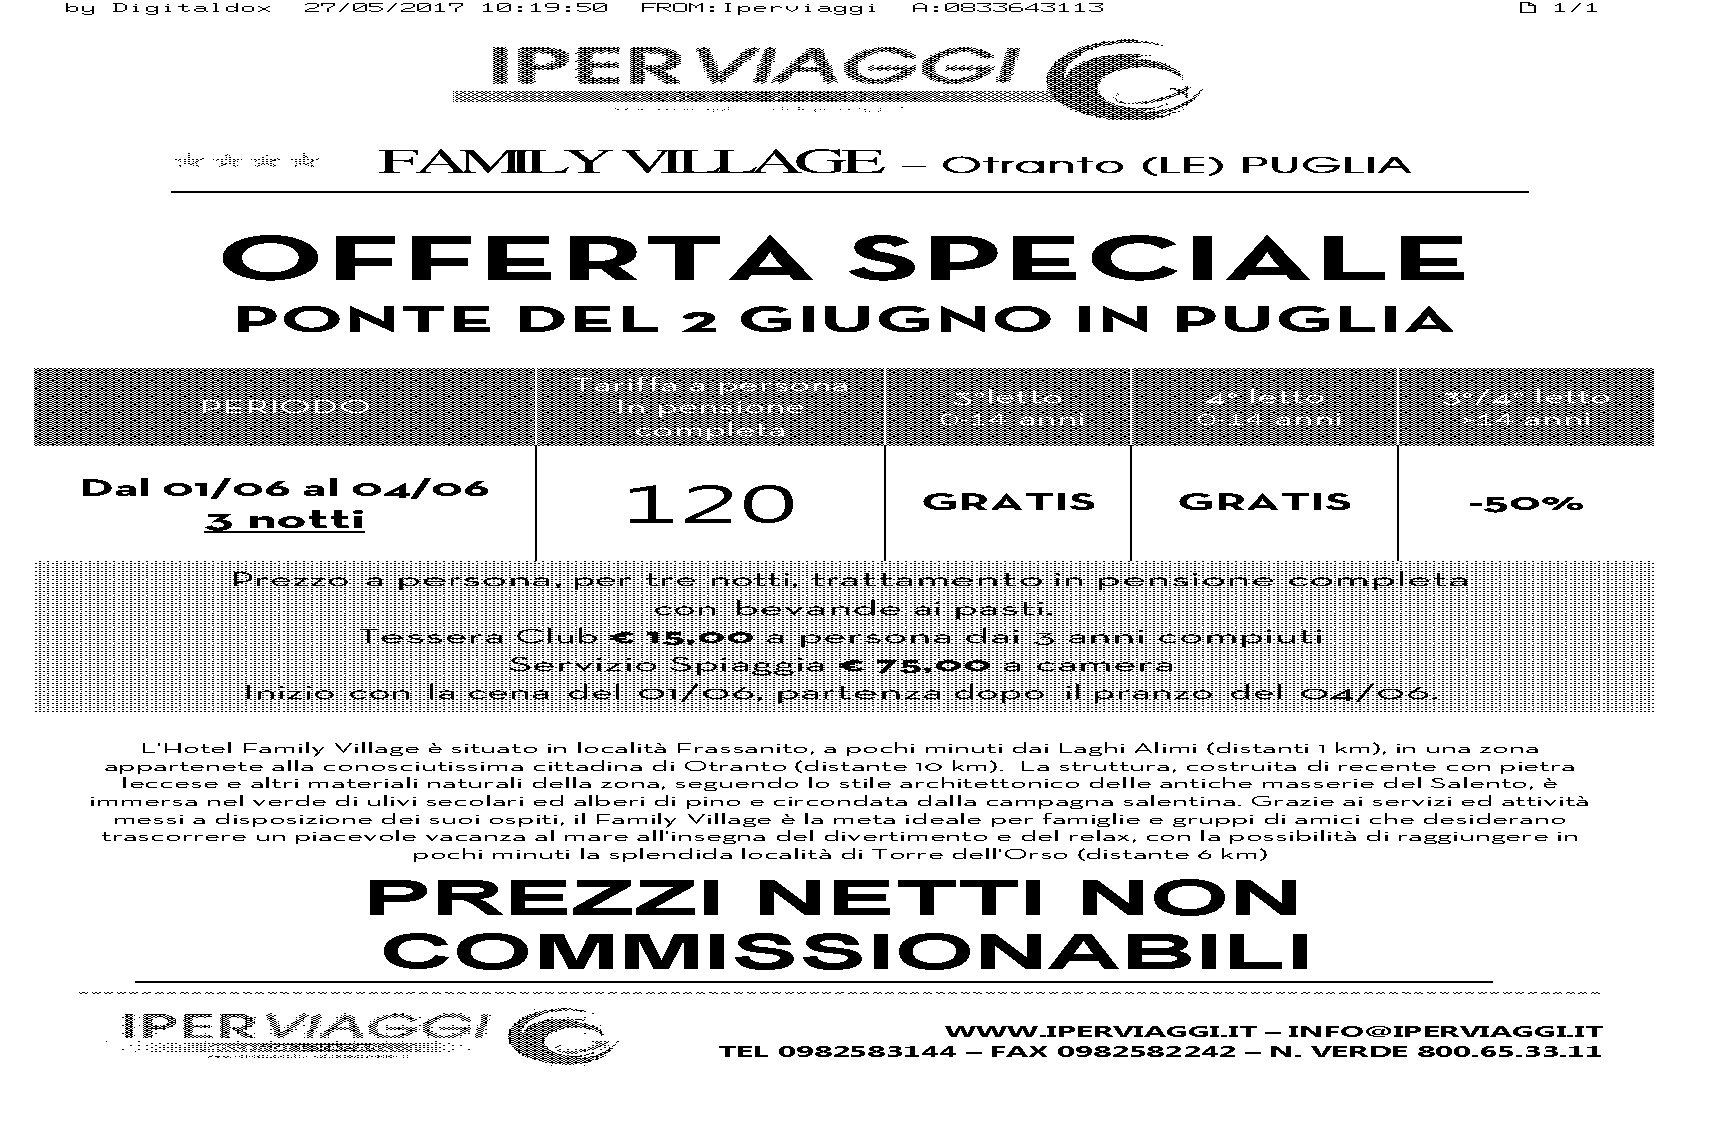 by Digitaldox 27/05/2017 10:19:50 FROM:Iperviaggi A:0833643113 1/1
IPERVIAGGI
FAMILY VILLAGE – Otranto (LE) PUGLIA
OFFERTA SPECIALE
PONTE DEL 2 GIUGNO IN PUGLIA
PERIODO
Tariffa a persona
In pensione
completa
3°letto
0-14 anni
4° letto
0-14 anni
3°/4° letto
>14 anni
Dal 01/06 al 04/06
3 notti
120
GRATIS
GRATIS
-50%
Prezzo a persona, per tre notti, trattamento in pensione completa
con bevande ai pasti.
Tessera Club € 15,00 a persona dai 3 anni compiuti
Servizio Spiaggia € 75,00 a camera
Inizio con la cena del 01/06, partenza dopo il pranzo del 04/06.
L'Hotel Family Village è situato in località Frassanito, a pochi minuti dai Laghi Alimi (distanti 1 km), in una zona
appartenete alla conosciutissima cittadina di Otranto (distante 10 km). La struttura, costruita di recente con pietra
leccese e altri materiali naturali della zona, seguendo lo stile architettonico delle antiche masserie del Salento, è
immersa nel verde di ulivi secolari ed alberi di pino e circondata dalla campagna salentina. Grazie ai servizi ed attività
messi a disposizione dei suoi ospiti, il Family Village è la meta ideale per famiglie e gruppi di amici che desiderano
trascorrere un piacevole vacanza al mare all'insegna del divertimento e del relax, con la possibilità di raggiungere in
pochi minuti la splendida località di Torre dell'Orso (distante 6 km)
PREZZI NETTI NON
COMMISSIONABILI
IPERVIAGGI
WWW.IPERVIAGGI.IT – INFO@IPERVIAGGI.IT
TEL 0982583144 – FAX 0982582242 – N. VERDE 800.65.33.11